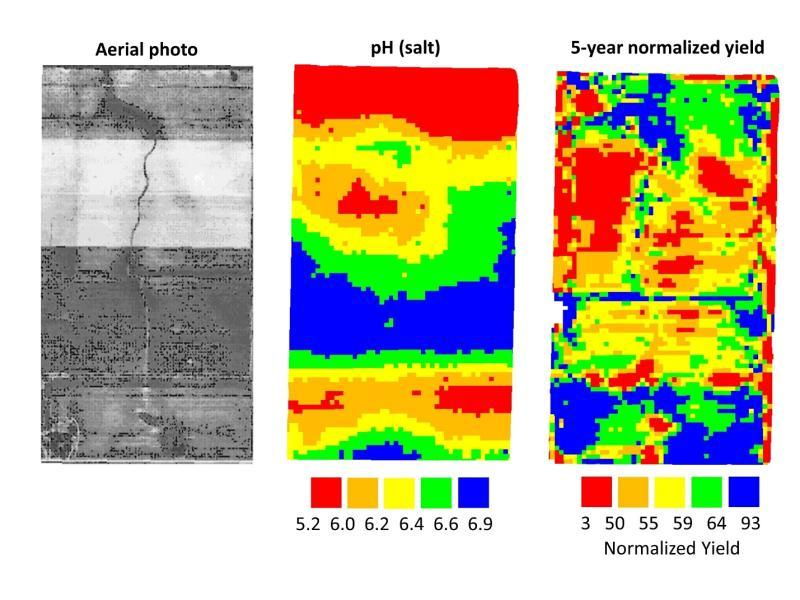 Aerial photo
pH (salt)
5-year normalized yield
5.2 6.0 6.2 6.4 6.6 6.9
3 50 55 59 64 93
Normalized Yield